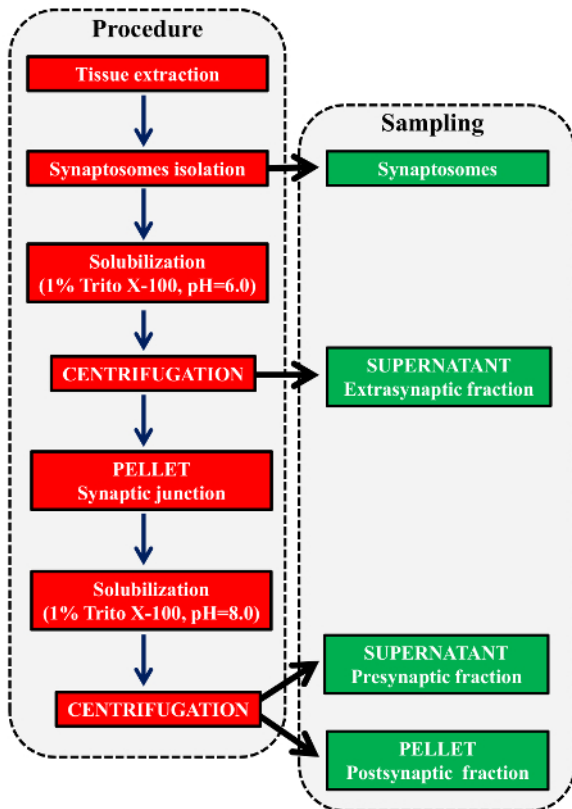 Procedure
Tissue extraction
Synaptosomes isolation
Solubilization
(1% Trito X-100, pH=6.0)
CENTRIFUGATION
PELLET
Synaptic junction
Solubilization
(1% Trito X-100, pH=8.0)
CENTRIFUGATION
Sampling
Synaptosomes
SUPERNATANT
Extrasynaptic fraction
SUPERNATANT
Presynaptic fraction
PELLET
Postsynaptic fraction